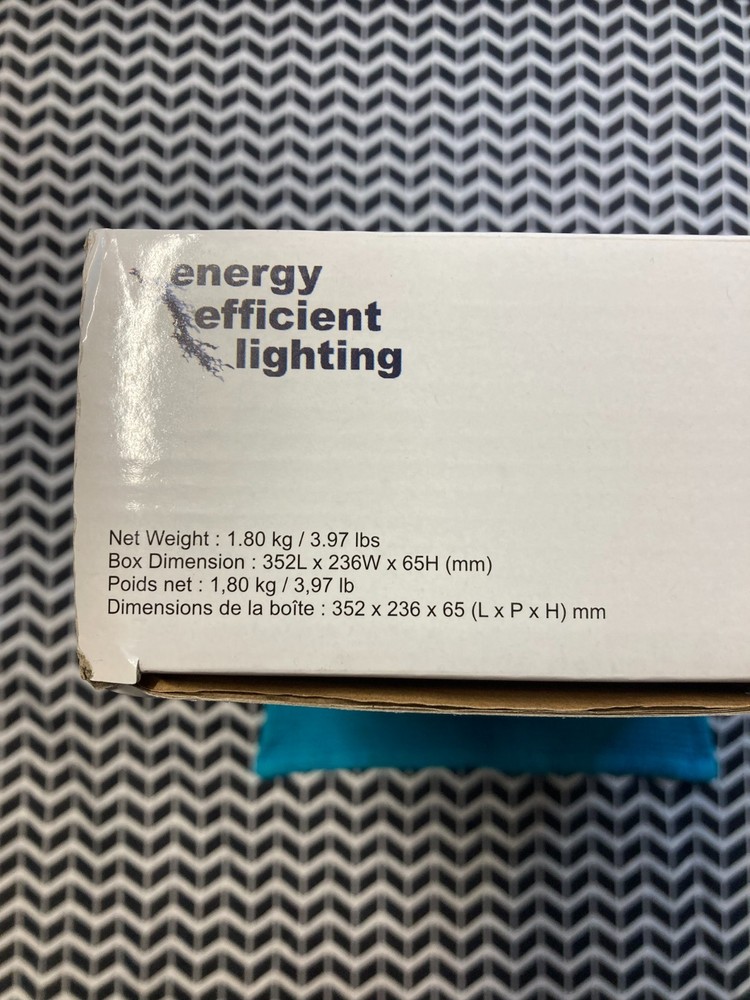 energy
efficient
lighting
Net Weight : 1.80 kg / 3.97 lbs
Box Dimension : 352L x 236W x 65H (mm)
Poids net : 1,80 kg / 3,97 lb
Dimensions de la boîte : 352 x 236 x 65 (L x P x H) mm